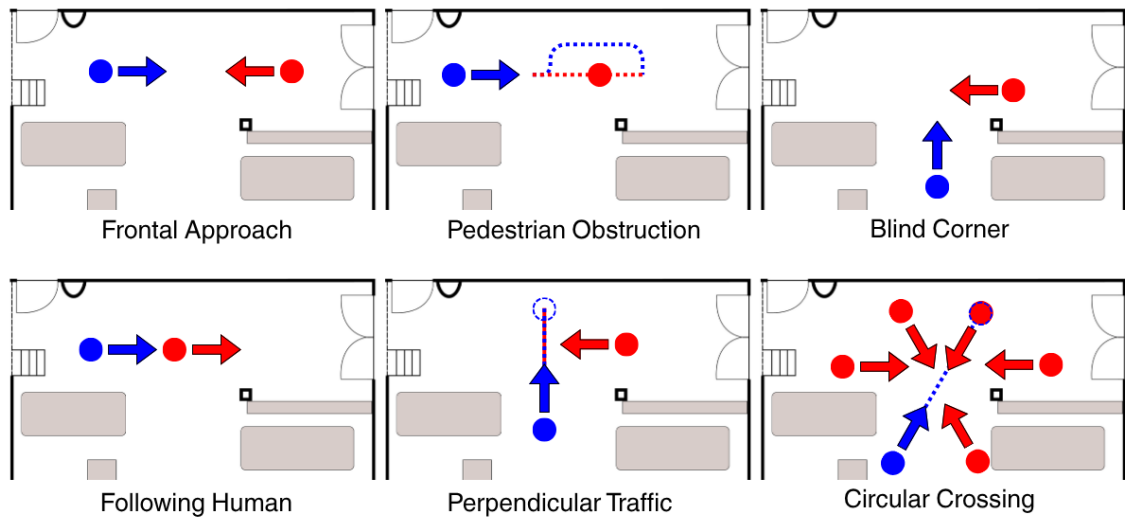 Frontal Approach
Pedestrian Obstruction
Blind Corner
Following Human
Perpendicular Traffic
Circular Crossing